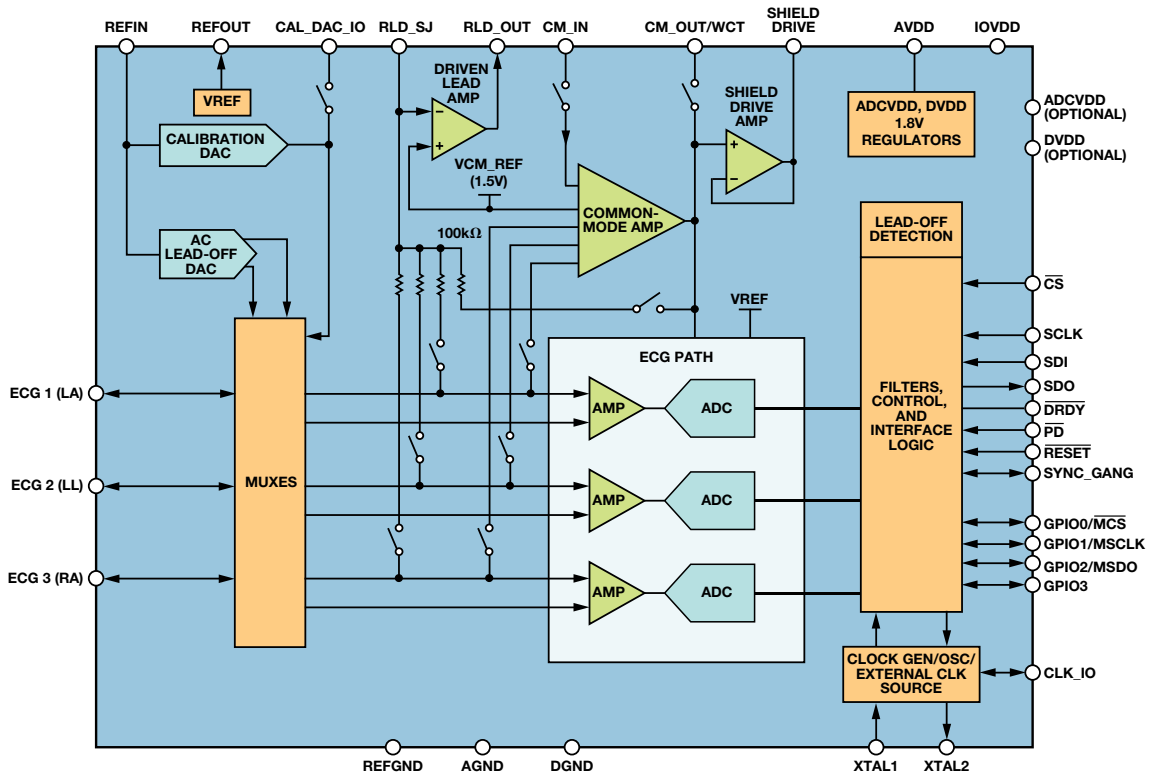 REFIN
REFOUT
CAL_DAC_IO
RLD_SJ
RLD_OUT
CM_IN
CM_OUT/WCT
SHIELD
DRIVE
AVDD
IOVDD
VREF
DRIVEN
LEAD
AMP
SHIELD
DRIVE
AMP
ADCVDD, DVDD
1.8V
REGULATORS
ADCVDD
(OPTIONAL)
DVDD
(OPTIONAL)
CALIBRATION
DAC
VCM_REF
(1.5V)
COMMON-
MODE AMP
AC
LEAD-OFF
DAC
100kΩ
LEAD-OFF
DETECTION
VREF
CS
SCLK
SDI
SDO
DRDY
PD
RESET
SYNC_GANG
GPIO0/MCS
GPIO1/MSCLK
GPIO2/MSDO
GPIO3
ECG PATH
ECG 1 (LA)
AMP
ADC
FILTERS,
CONTROL,
AND
INTERFACE
LOGIC
ECG 2 (LL)
MUXES
AMP
ADC
ECG 3 (RA)
AMP
ADC
CLOCK GEN/OSC/
EXTERNAL CLK
SOURCE
CLK_IO
REFGND
AGND
DGND
XTAL1
XTAL2